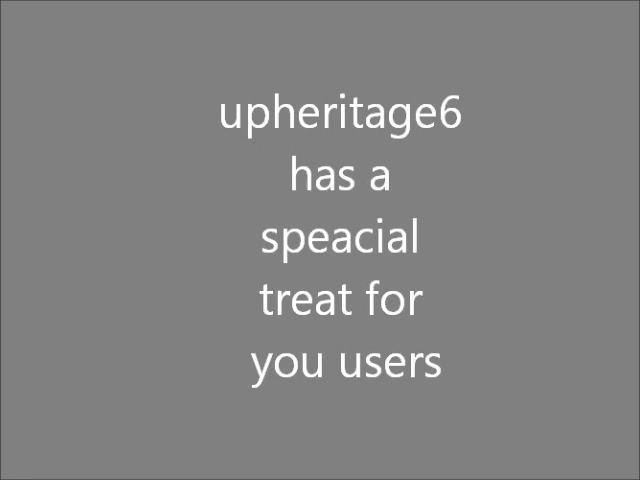 upheritage6
has a
speacial
treat for
you users